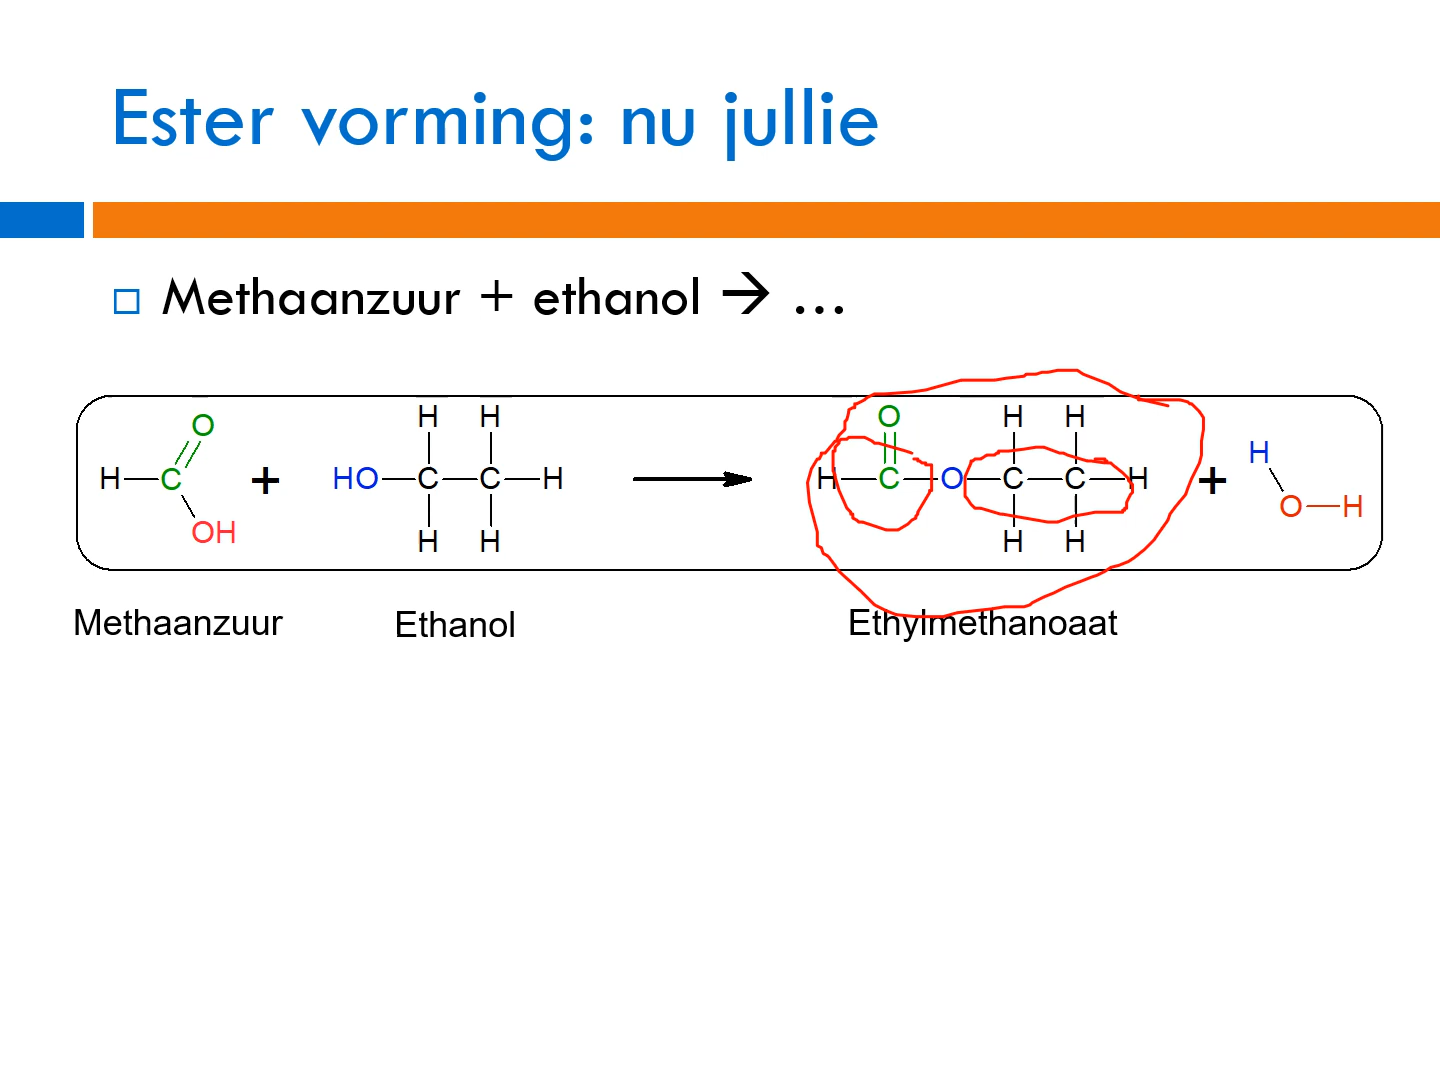 Ester vorming: nu jullie
Methaanzuur + ethanol → ...
O H H O H H
H C + HO C C H H C O C C H + H O H
OH H H H H
Methaanzuur Ethanol Ethylmethanoaat